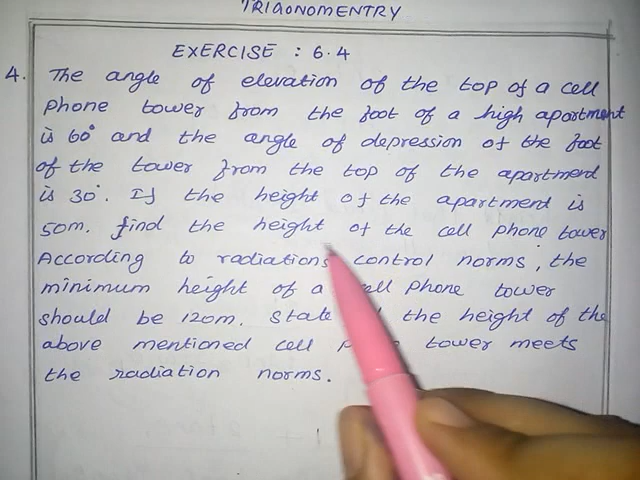 TRIGONOMENTRY
EXERCISE : 6.4
4. The angle of elevation of the top of a cell
phone tower from the foot of a high apartment
is 60° and the angle of depression of the foot
of the tower from the top of the apartment
is 30°. If the height of the apartment is
50m. find the height of the cell phone tower
According to radiations control norms, the
minimum height of a cell phone tower
should be 120m. State the height of the
above mentioned cell tower meets
the radiation norms.